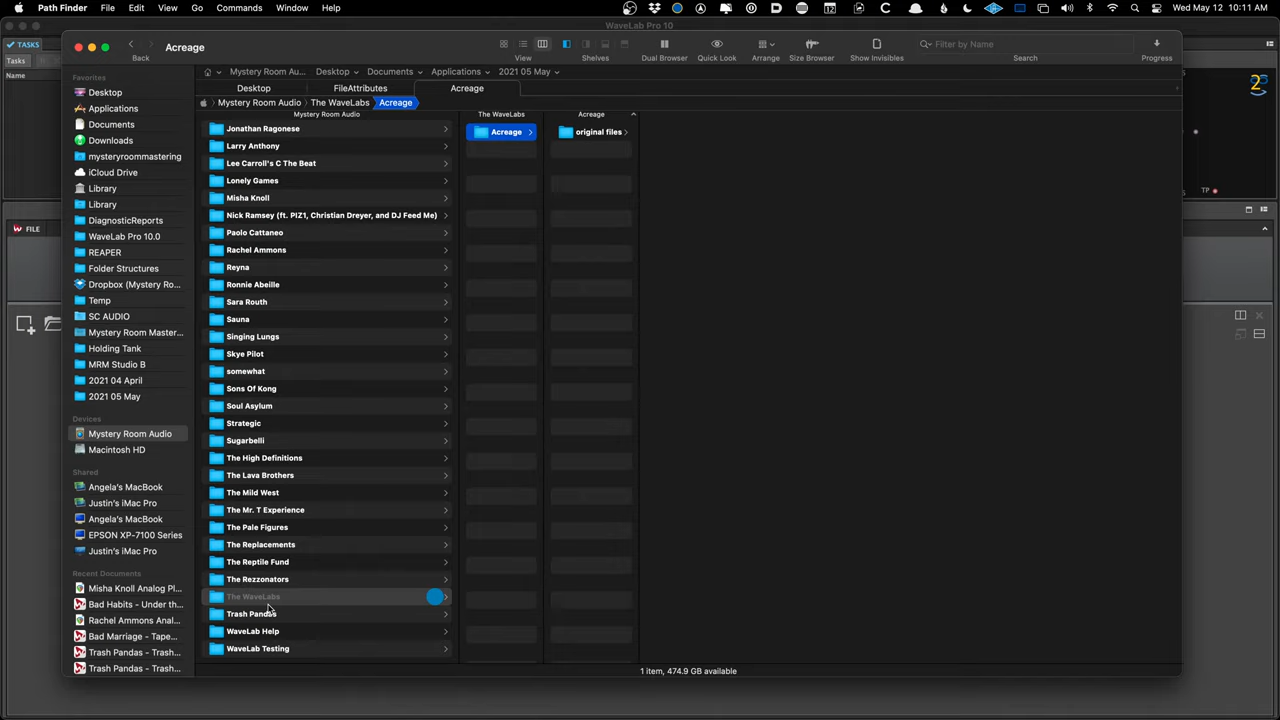 Path Finder File Edit View Go Commands Window Help Wed May 12 10:11 AM
WaveLab Pro 10
TASKS
Tasks
Name
FILE
TP
Acreage
Back
View
Shelves
Dual Browser
Quick Look
Arrange
Size Browser
Show Invisibles
Filter by Name
Search
Progress
Mystery Room Au... Desktop Documents Applications 2021 05 May
Desktop FileAttributes Acreage
Mystery Room Audio The WaveLabs Acreage
Mystery Room Audio The WaveLabs Acreage
Favorites
Desktop
Applications
Documents
Downloads
mysteryroommastering
iCloud Drive
Library
Library
DiagnosticReports
WaveLab Pro 10.0
REAPER
Folder Structures
Dropbox (Mystery Ro...
Temp
SC AUDIO
Mystery Room Master...
Holding Tank
MRM Studio B
2021 04 April
2021 05 May
Devices
Mystery Room Audio
Macintosh HD
Shared
Angela's MacBook
Justin's iMac Pro
Angela's MacBook
EPSON XP-7100 Series
Justin's iMac Pro
Recent Documents
Misha Knoll Analog Pl...
Bad Habits - Under th...
Rachel Ammons Anal...
Bad Marriage - Tape...
Trash Pandas - Trash...
Trash Pandas - Trash...
Jonathan Ragonese
Larry Anthony
Lee Carroll's C The Beat
Lonely Games
Misha Knoll
Nick Ramsey (ft. PIZ1, Christian Dreyer, and DJ Feed Me)
Paolo Cattaneo
Rachel Ammons
Reyna
Ronnie Abeille
Sara Routh
Sauna
Singing Lungs
Skye Pilot
somewhat
Sons Of Kong
Soul Asylum
Strategic
Sugarbelli
The High Definitions
The Lava Brothers
The Mild West
The Mr. T Experience
The Pale Figures
The Replacements
The Reptile Fund
The Rezzonators
The WaveLabs
Trash Pandas
WaveLab Help
WaveLab Testing
Acreage
original files
1 item, 474.9 GB available